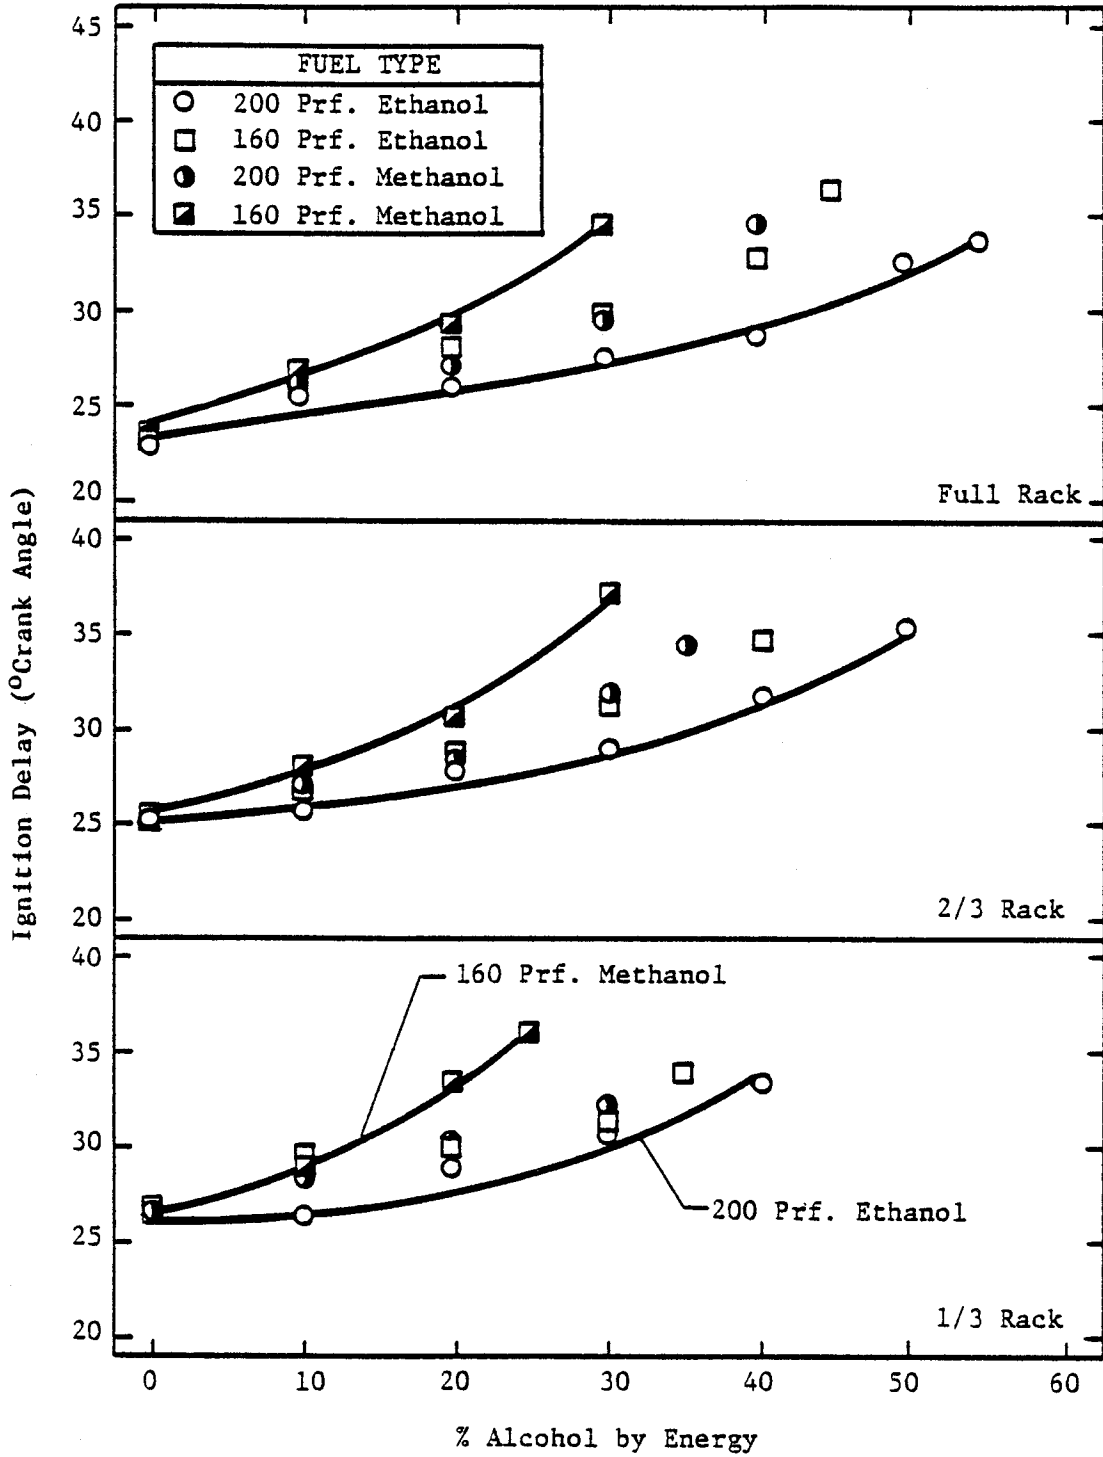 45
FUEL TYPE
200 Prf. Ethanol
160 Prf. Ethanol
200 Prf. Methanol
160 Prf. Methanol
40
35
30
25
20
Full Rack
Ignition Delay (ºCrank Angle)
40
35
30
25
20
2/3 Rack
40
160 Prf. Methanol
35
30
25
200 Prf. Ethanol
20
1/3 Rack
0 10 20 30 40 50 60
% Alcohol by Energy